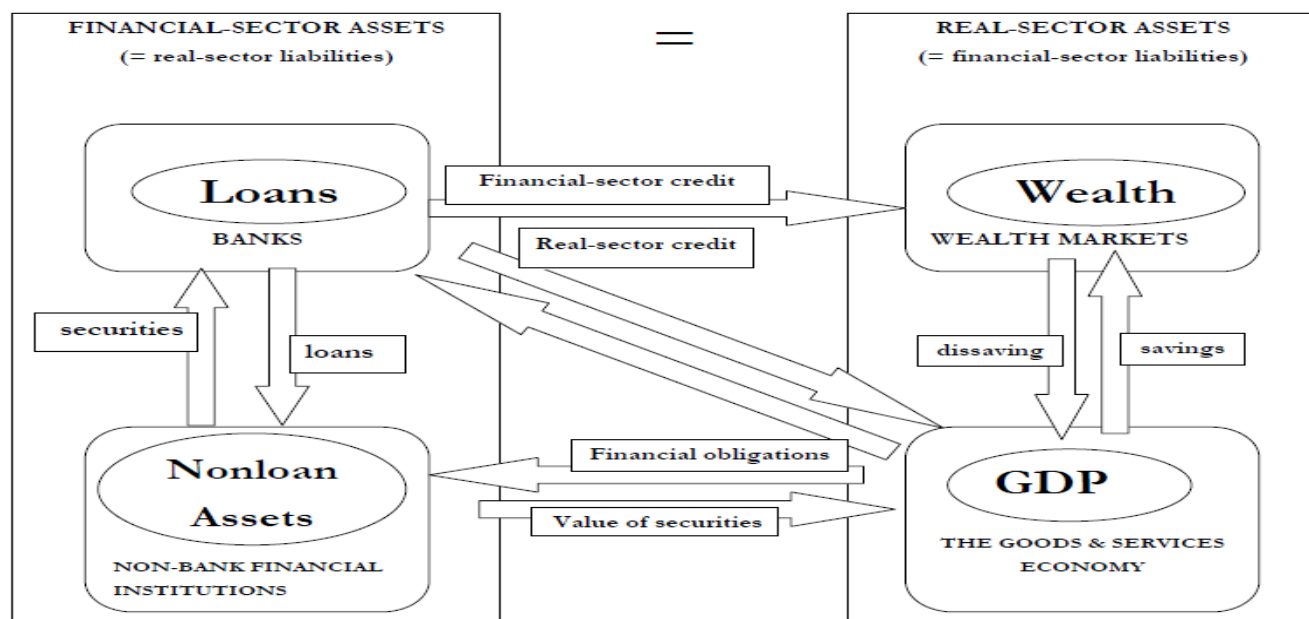 FINANCIAL-SECTOR ASSETS
(= real-sector liabilities)
=
REAL-SECTOR ASSETS
(= financial-sector liabilities)
Loans
BANKS
Financial-sector credit
Real-sector credit
Wealth
WEALTH MARKETS
securities
loans
dissaving
savings
Nonloan
Assets
NON-BANK FINANCIAL
INSTITUTIONS
Financial obligations
Value of securities
GDP
THE GOODS & SERVICES
ECONOMY